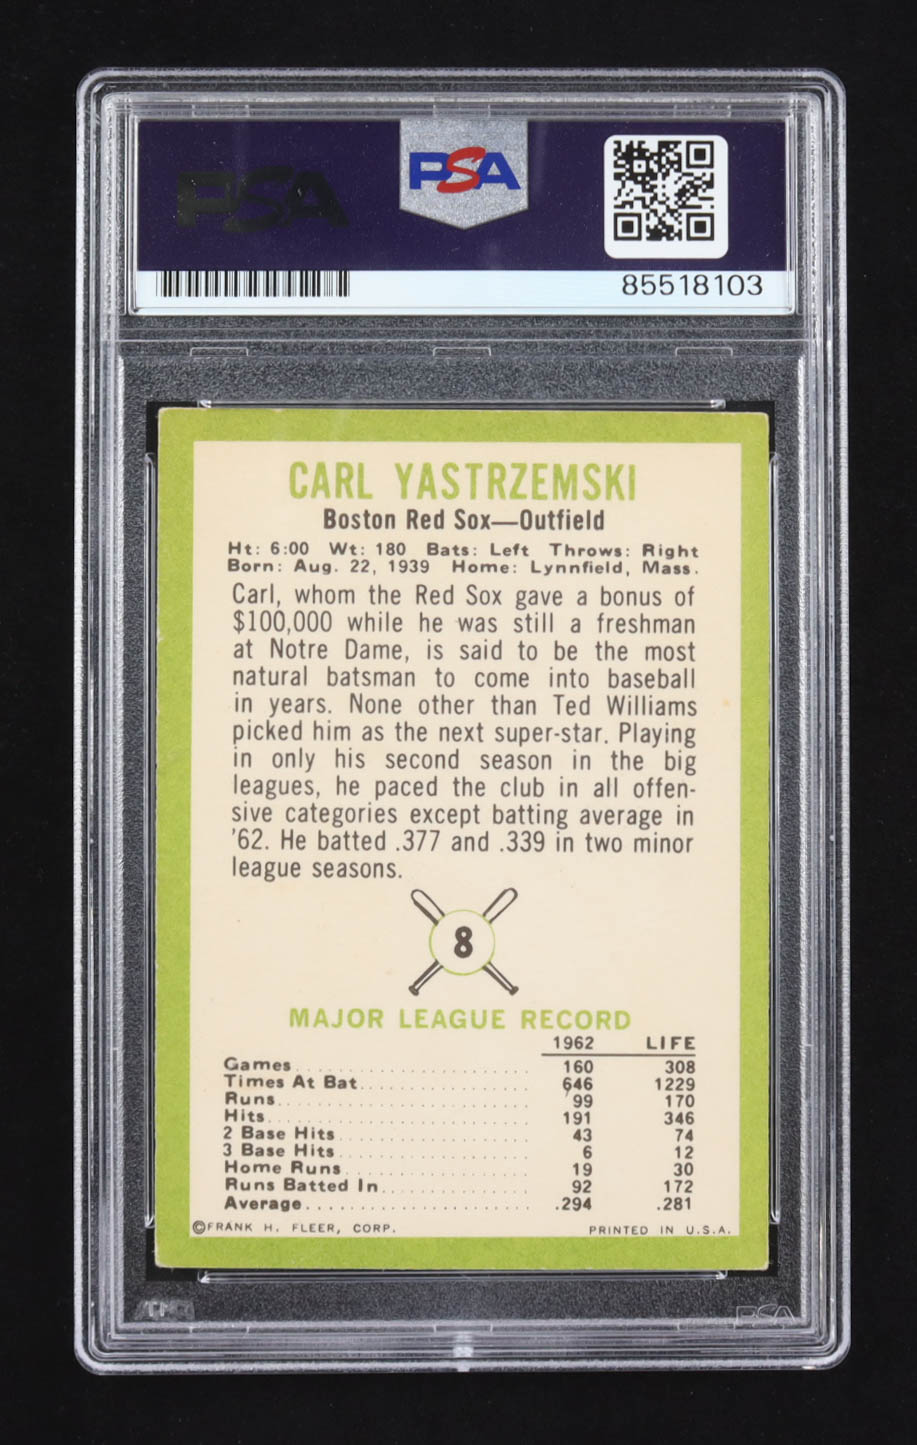 PSA
PSA
85518103
CARL YASTRZEMSKI
Boston Red Sox—Outfield
Ht: 6:00 Wt: 180 Bats: Left Throws: Right
Born: Aug. 22, 1939 Home: Lynnfield, Mass.
Carl, whom the Red Sox gave a bonus of
$100,000 while he was still a freshman
at Notre Dame, is said to be the most
natural batsman to come into baseball
in years. None other than Ted Williams
picked him as the next super-star. Playing
in only his second season in the big
leagues, he paced the club in all offen-
sive categories except batting average in
'62. He batted .377 and .339 in two minor
league seasons.
8
MAJOR LEAGUE RECORD
1962 LIFE
Games 160 308
Times At Bat 646 1229
Runs 99 170
Hits 191 346
2 Base Hits 43 74
3 Base Hits 6 12
Home Runs 19 30
Runs Batted In 92 172
Average .294 .281
©FRANK H. FLEER, CORP. PRINTED IN U.S.A.
PSA